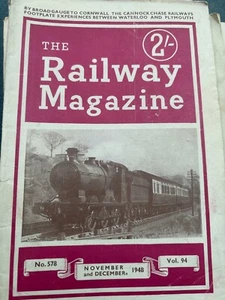 BY BROAD GAUGE TO CORNWALL THE CANNOCK CHASE RAILWAYS
FOOTPLATE EXPERIENCES BETWEEN WATERLOO AND PLYMOUTH
2/-
THE
Railway
Magazine
No. 578
NOVEMBER
and DECEMBER, 1948
Vol. 94